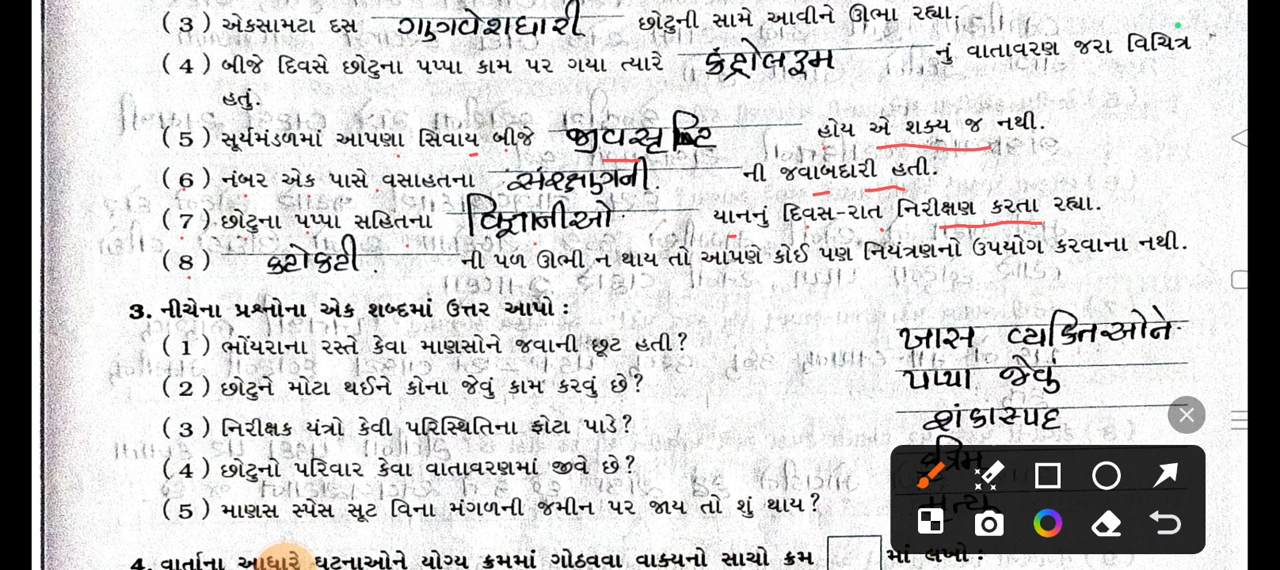 (3) એકસામટા દસ ગણવેશધારી છોટુની સામે આવીને ઊભા રહ્યા.
(4) બીજે દિવસે છોટુના પપ્પા કામ પર ગયા ત્યારે કંટ્રોલરૂમ નું વાતાવરણ જરા વિચિત્ર
હતું.
(5) સૂર્યમંડળમાં આપણા સિવાય બીજે જીવસૃષ્ટિ હોય એ શક્ય જ નથી.
(6) નંબર એક પાસે વસાહતના સંરક્ષણની ની જવાબદારી હતી.
(7) છોટુના પપ્પા સહિતના વિજ્ઞાનીઓ યાનનું દિવસ-રાત નિરીક્ષણ કરતા રહ્યા.
(8) કટોકટી ની પળ ઊભી ન થાય તો આપણે કોઈ પણ નિયંત્રણનો ઉપયોગ કરવાના નથી.
3. નીચેના પ્રશ્નોના એક શબ્દમાં ઉત્તર આપો :
(1) ભોંયરાના રસ્તે કેવા માણસોને જવાની છૂટ હતી? ખાસ વ્યક્તિઓને
(2) છોટુને મોટા થઈને કોના જેવું કામ કરવું છે? પપ્પા જેવું
(3) નિરીક્ષક યંત્રો કેવી પરિસ્થિતિના ફોટા પાડે? શંકાસ્પદ
(4) છોટુનો પરિવાર કેવા વાતાવરણમાં જીવે છે? કૃત્રિમ
(5) માણસ સ્પેસ સૂટ વિના મંગળની જમીન પર જાય તો શું થાય? મૃત્યુ
4. વાર્તાના આધારે ઘટનાઓને યોગ્ય ક્રમમાં ગોઠવવા વાક્યનો સાચો ક્રમ માં લખો :